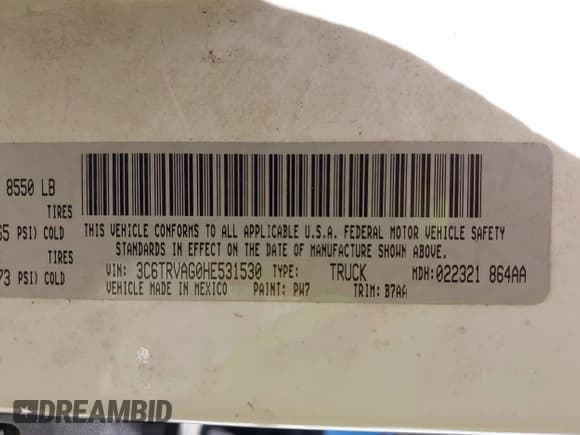 8550 LB
TIRES
65 PSI) COLD
TIRES
73 PSI) COLD
THIS VEHICLE CONFORMS TO ALL APPLICABLE U.S.A. FEDERAL MOTOR VEHICLE SAFETY
STANDARDS IN EFFECT ON THE DATE OF MANUFACTURE SHOWN ABOVE.
VIN: 3C6TRVAG0HE531530 TYPE: TRUCK MDH: 022321 864AA
VEHICLE MADE IN MEXICO PAINT: PW7 TRIM: B7AA
DREAMBID